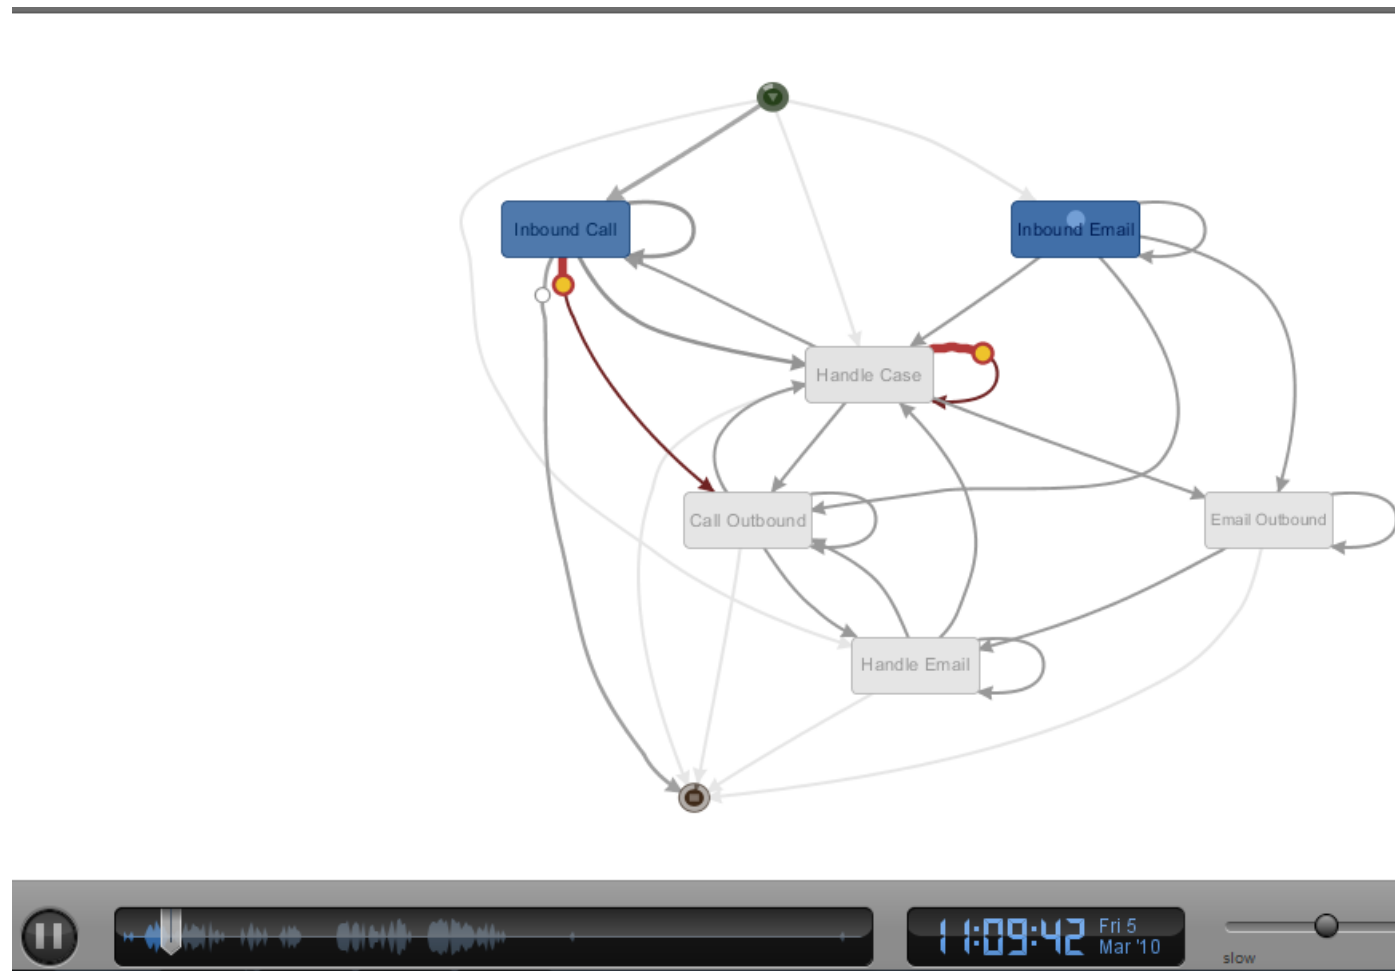 Inbound Call
Inbound Email
Handle Case
Call Outbound
Email Outbound
Handle Email
11:09:42
Fri 5
Mar '10
slow